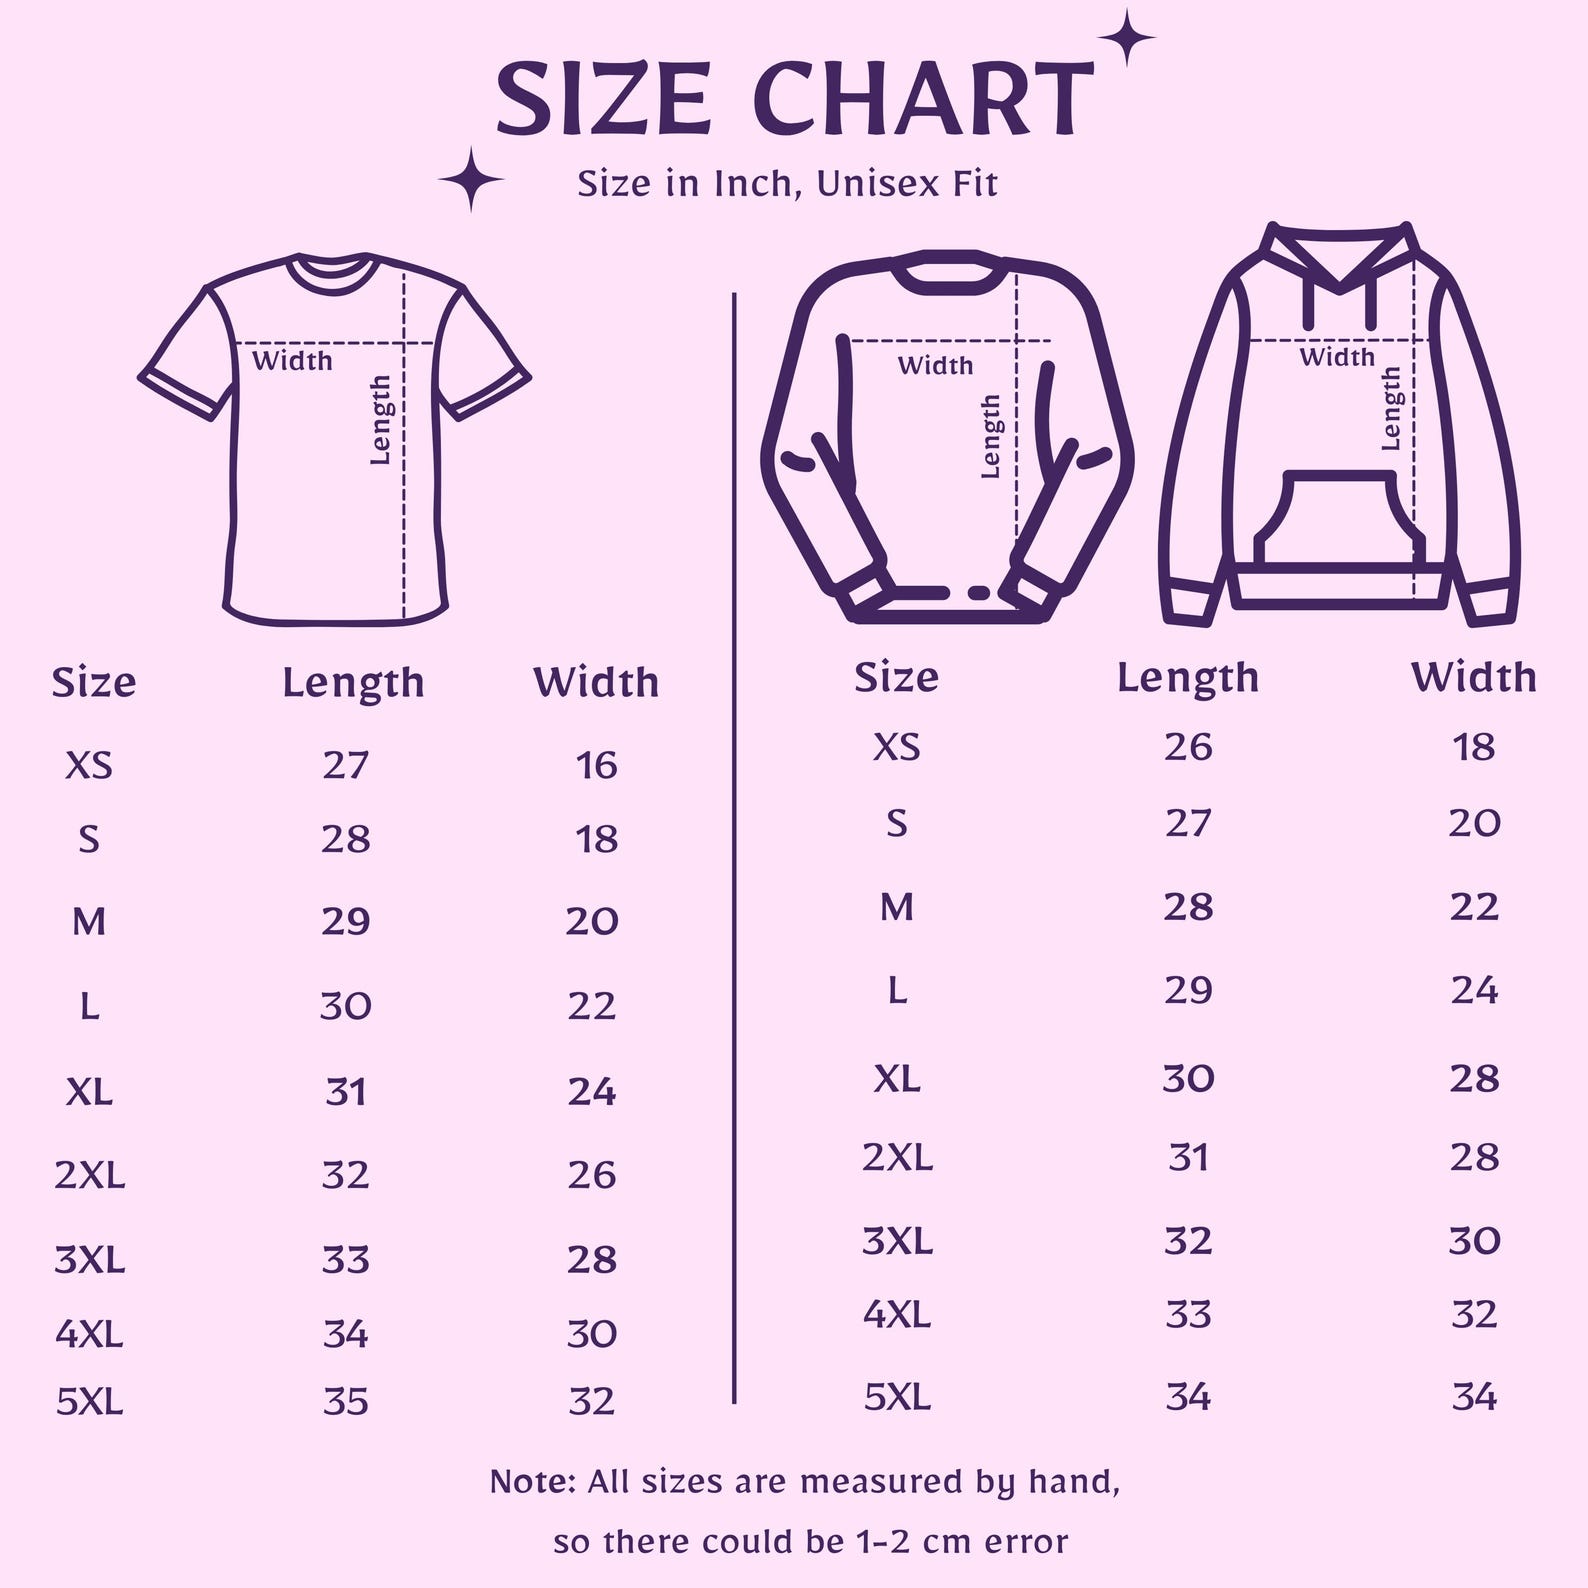 SIZE CHART
Size in Inch, Unisex Fit
Width
Length
Width
Length
Width
Length
Size Length Width
XS 27 16
S 28 18
M 29 20
L 30 22
XL 31 24
2XL 32 26
3XL 33 28
4XL 34 30
5XL 35 32
Size Length Width
XS 26 18
S 27 20
M 28 22
L 29 24
XL 30 28
2XL 31 28
3XL 32 30
4XL 33 32
5XL 34 34
Note: All sizes are measured by hand,
so there could be 1-2 cm error